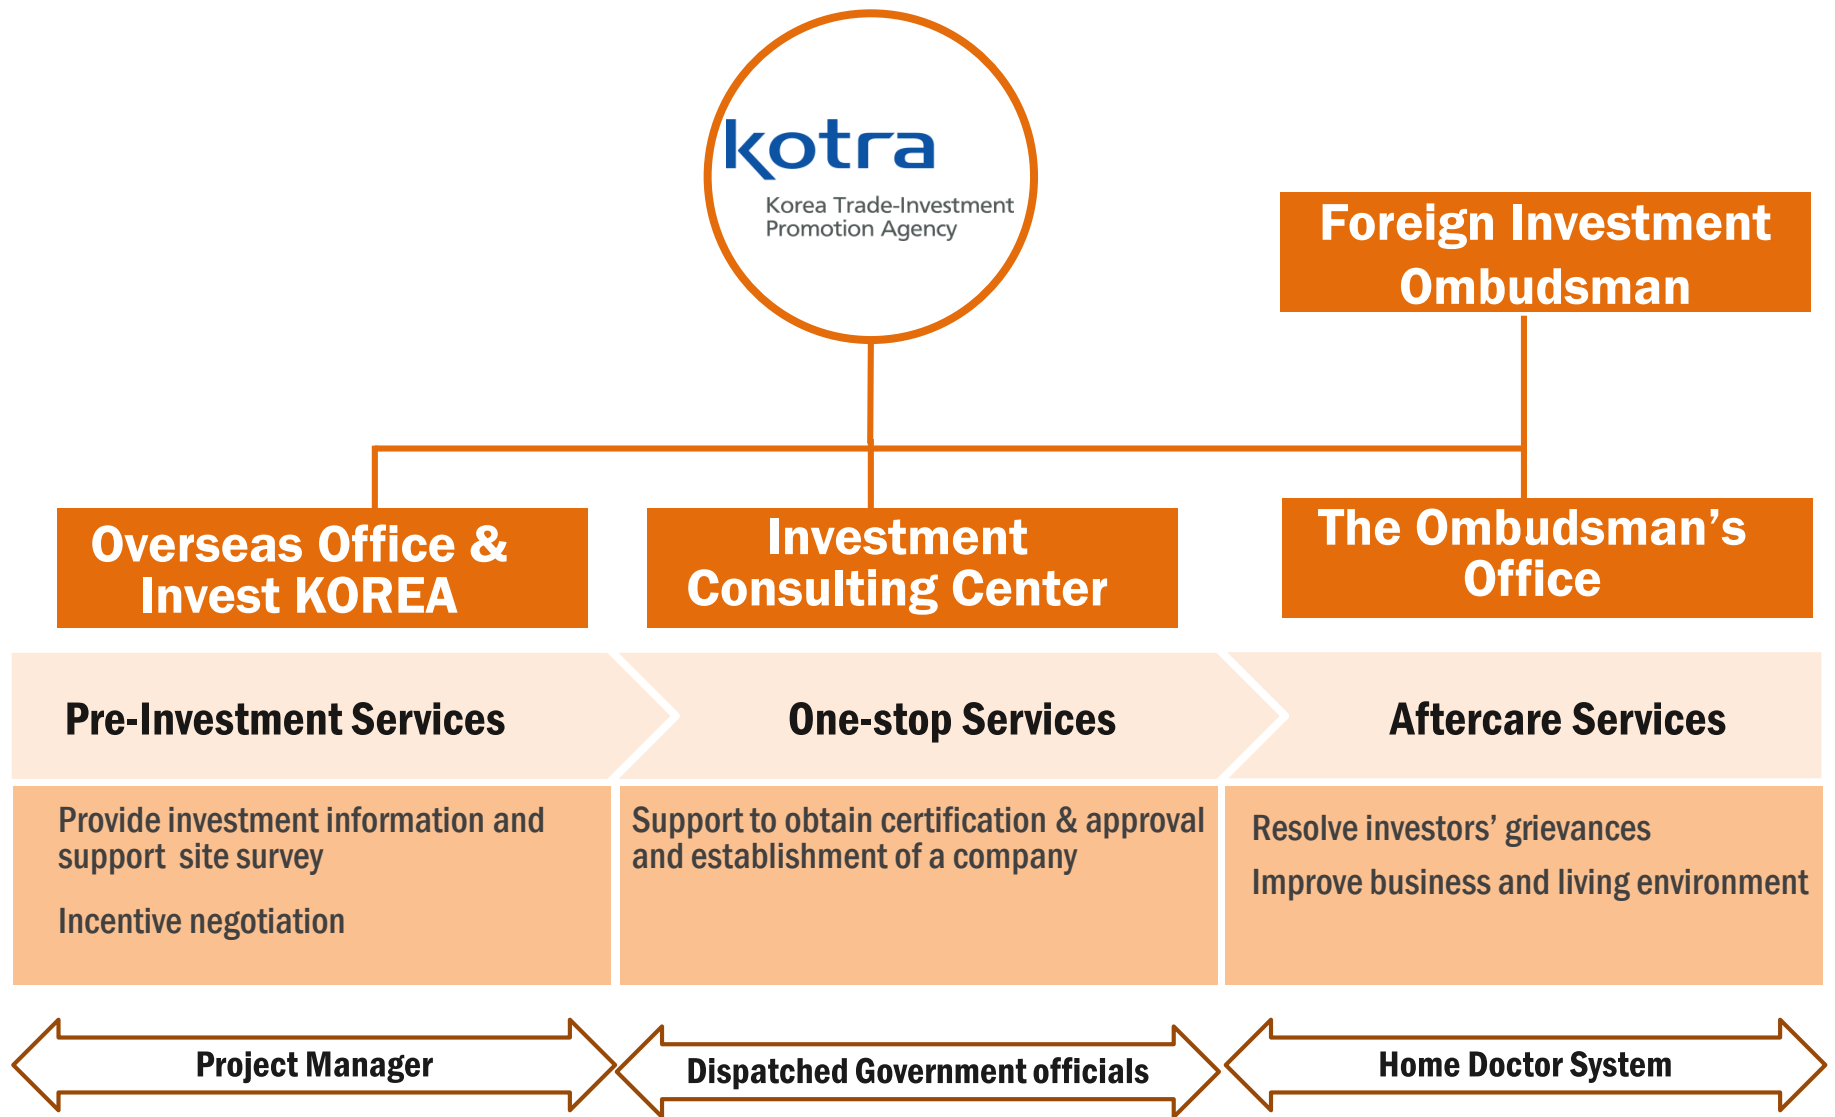 kotra
Korea Trade-Investment
Promotion Agency
Foreign Investment
Ombudsman
Overseas Office &
Invest KOREA
Investment
Consulting Center
The Ombudsman’s
Office
Pre-Investment Services
One-stop Services
Aftercare Services
Provide investment information and
support site survey
Incentive negotiation
Support to obtain certification & approval
and establishment of a company
Resolve investors’ grievances
Improve business and living environment
Project Manager
Dispatched Government officials
Home Doctor System